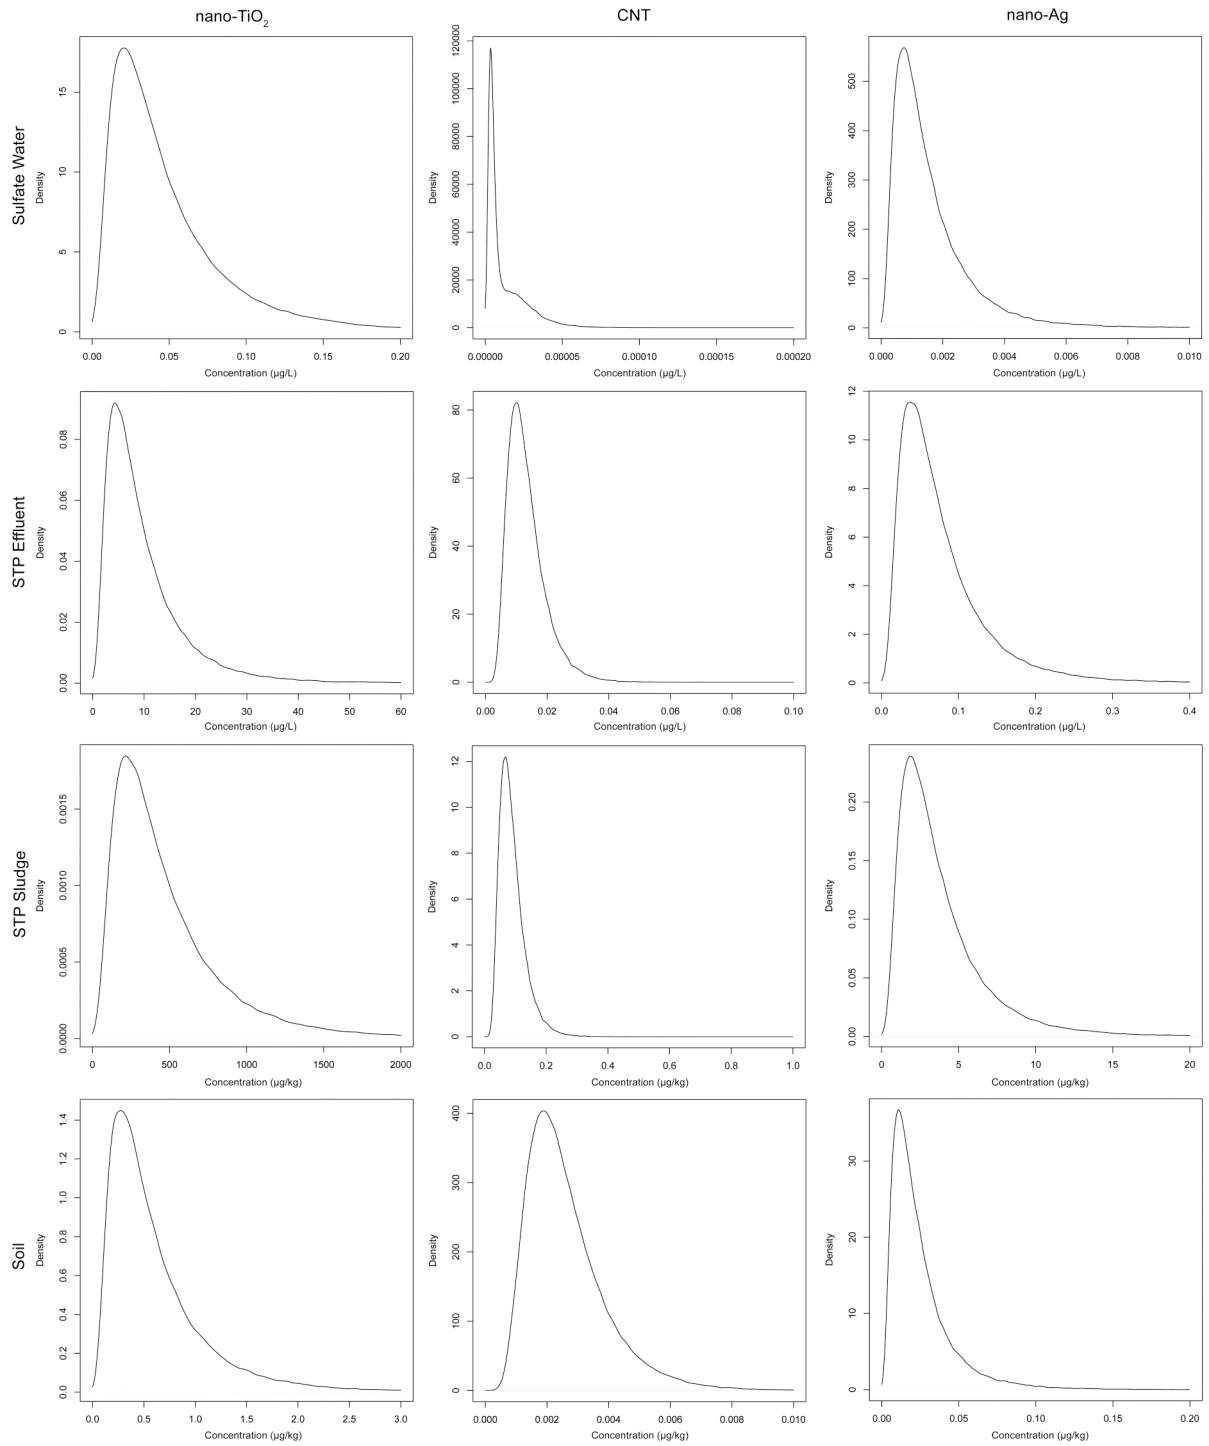 nano-TiO₂ CNT nano-Ag
Sulfate Water
Density
0 5 10 15
0.00 0.05 0.10 0.15 0.20
Concentration (µg/L)
Density
0 20000 40000 60000 80000 100000 120000
0.00000 0.00005 0.00010 0.00015 0.00020
Concentration (µg/L)
Density
0 100 200 300 400 500
0.000 0.002 0.004 0.006 0.008 0.010
Concentration (µg/L)
STP Effluent
Density
0.00 0.02 0.04 0.06 0.08
0 10 20 30 40 50 60
Concentration (µg/L)
Density
0 20 40 60 80
0.00 0.02 0.04 0.06 0.08 0.10
Concentration (µg/L)
Density
0 2 4 6 8 10 12
0.0 0.1 0.2 0.3 0.4
Concentration (µg/L)
STP Sludge
Density
0.0000 0.0005 0.0010 0.0015
0 500 1000 1500 2000
Concentration (µg/kg)
Density
0 2 4 6 8 10 12
0.0 0.2 0.4 0.6 0.8 1.0
Concentration (µg/kg)
Density
0.00 0.05 0.10 0.15 0.20
0 5 10 15 20
Concentration (µg/kg)
Soil
Density
0.0 0.2 0.4 0.6 0.8 1.0 1.2 1.4
0.0 0.5 1.0 1.5 2.0 2.5 3.0
Concentration (µg/kg)
Density
0 100 200 300 400
0.000 0.002 0.004 0.006 0.008 0.010
Concentration (µg/kg)
Density
0 10 20 30
0.00 0.05 0.10 0.15 0.20
Concentration (µg/kg)